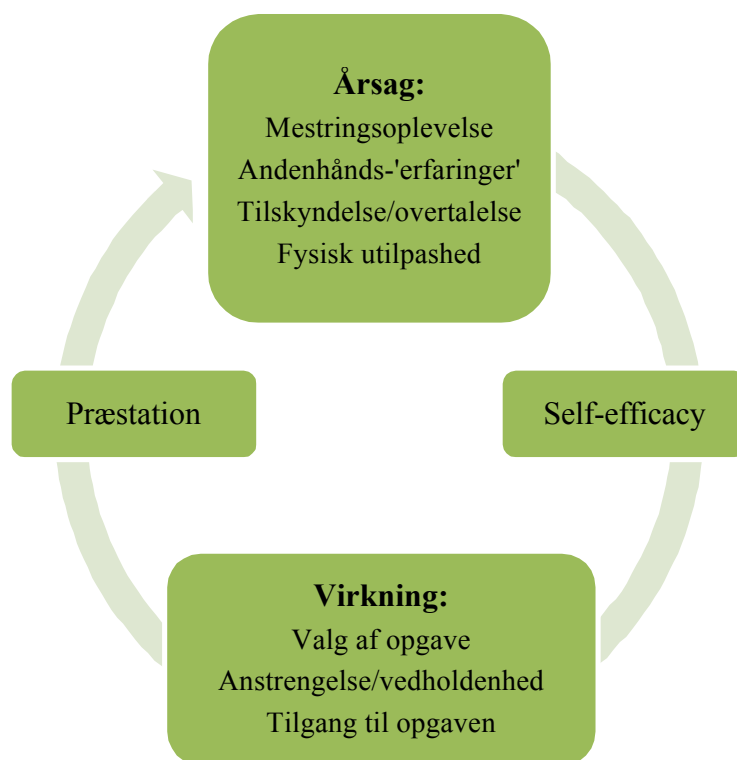 Årsag:
Mestringsoplevelse
Andenhånds-'erfaringer'
Tilskyndelse/overtalelse
Fysisk utilpashed
Self-efficacy
Virkning:
Valg af opgave
Anstrengelse/vedholdenhed
Tilgang til opgaven
Præstation